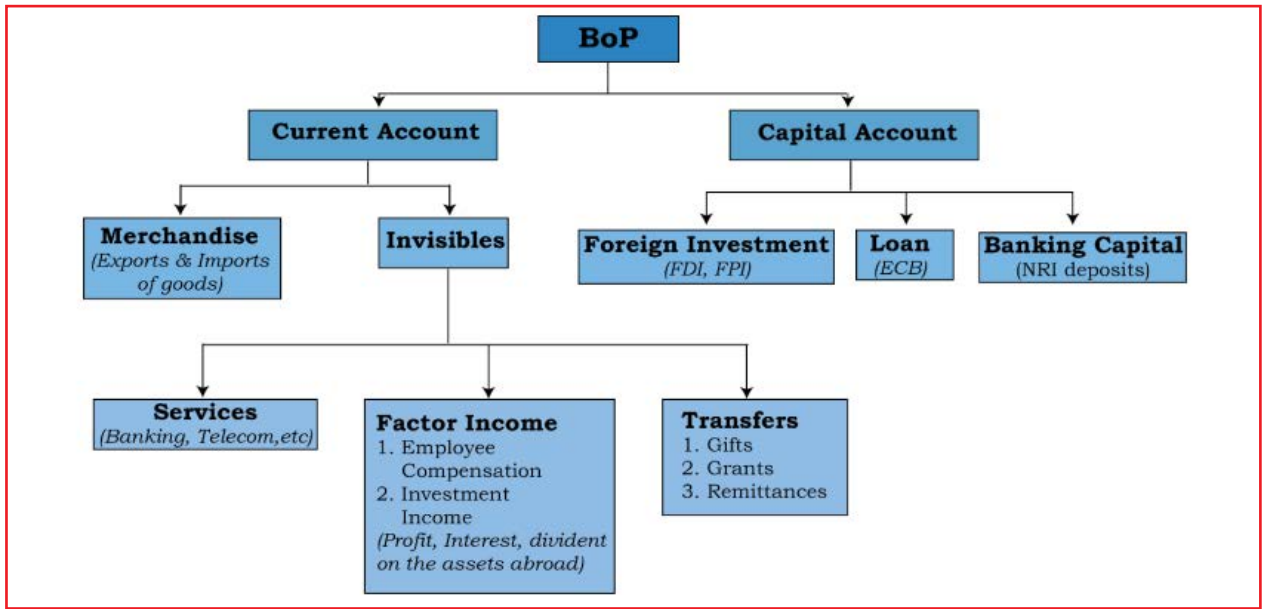 BoP
Current Account
Capital Account
Merchandise
(Exports & Imports
of goods)
Invisibles
Foreign Investment
(FDI, FPI)
Loan
(ECB)
Banking Capital
(NRI deposits)
Services
(Banking, Telecom,etc)
Factor Income
1. Employee
Compensation
2. Investment
Income
(Profit, Interest, divident
on the assets abroad)
Transfers
1. Gifts
2. Grants
3. Remittances